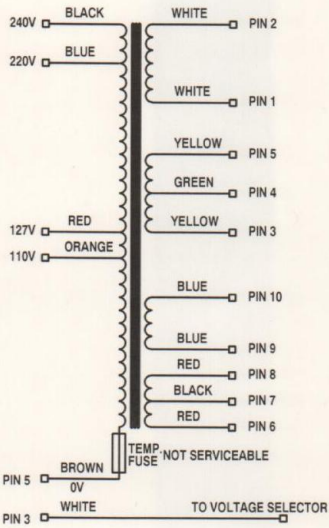 BLACK WHITE
240V PIN 2
BLUE
220V
WHITE
PIN 1
YELLOW
PIN 5
GREEN
PIN 4
RED YELLOW
127V PIN 3
ORANGE
110V
BLUE
PIN 10
BLUE
PIN 9
RED
PIN 8
BLACK
PIN 7
RED
PIN 6
TEMP. NOT SERVICEABLE
FUSE
BROWN
PIN 5
0V
WHITE TO VOLTAGE SELECTOR
PIN 3